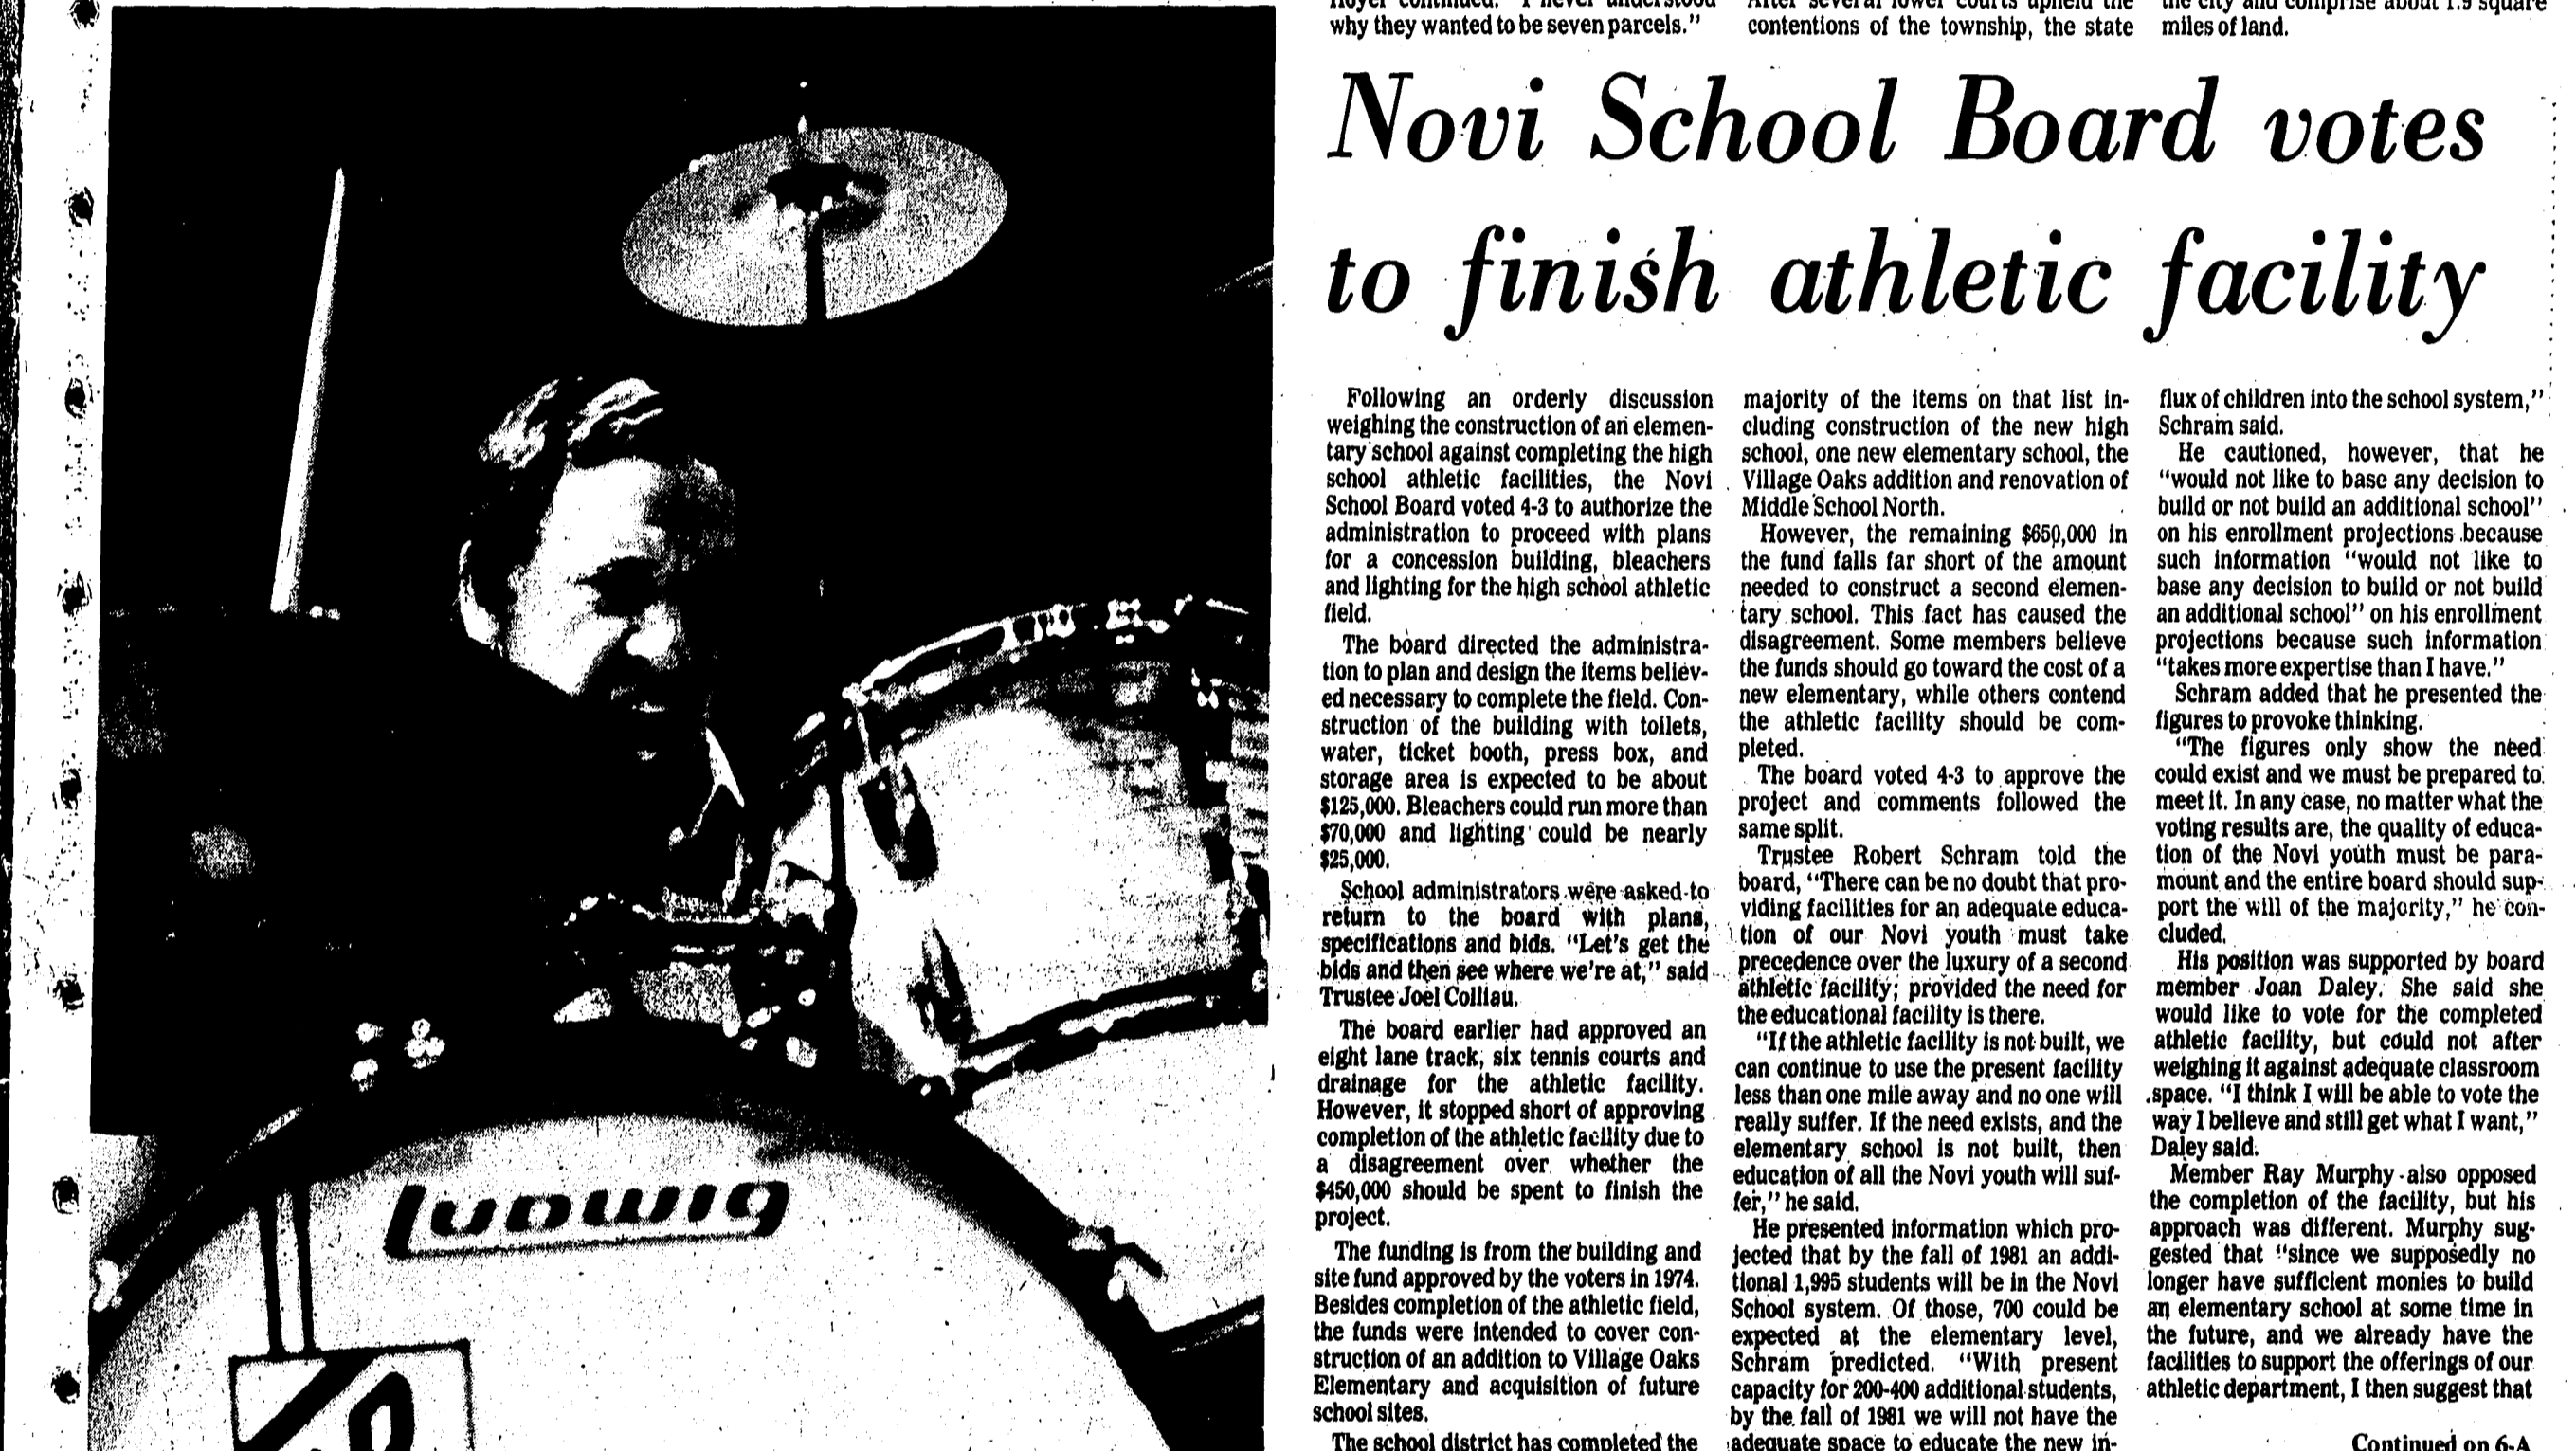 why they wanted to be seven parcels."
contentions of the township, the state
miles of land.
Novi School Board votes
to finish athletic facility
Following an orderly discussion
weighing the construction of an elemen-
tary school against completing the high
school athletic facilities, the Novi
School Board voted 4-3 to authorize the
administration to proceed with plans
for a concession building, bleachers
and lighting for the high school athletic
field.
The board directed the administra-
tion to plan and design the items believ-
ed necessary to complete the field. Con-
struction of the building with toilets,
water, ticket booth, press box, and
storage area is expected to be about
$125,000. Bleachers could run more than
$70,000 and lighting could be nearly
$25,000.
School administrators were asked to
return to the board with plans,
specifications and bids. "Let's get the
bids and then see where we're at," said
Trustee Joel Colliau.
The board earlier had approved an
eight lane track, six tennis courts and
drainage for the athletic facility.
However, it stopped short of approving
completion of the athletic facility due to
a disagreement over whether the
$450,000 should be spent to finish the
project.
The funding is from the building and
site fund approved by the voters in 1974.
Besides completion of the athletic field,
the funds were intended to cover con-
struction of an addition to Village Oaks
Elementary and acquisition of future
school sites.
The school district has completed the
majority of the items on that list in-
cluding construction of the new high
school, one new elementary school, the
Village Oaks addition and renovation of
Middle School North.
However, the remaining $650,000 in
the fund falls far short of the amount
needed to construct a second elemen-
tary school. This fact has caused the
disagreement. Some members believe
the funds should go toward the cost of a
new elementary, while others contend
the athletic facility should be com-
pleted.
The board voted 4-3 to approve the
project and comments followed the
same split.
Trustee Robert Schram told the
board, "There can be no doubt that pro-
viding facilities for an adequate educa-
tion of our Novi youth must take
precedence over the luxury of a second
athletic facility; provided the need for
the educational facility is there.
"If the athletic facility is not built, we
can continue to use the present facility
less than one mile away and no one will
really suffer. If the need exists, and the
elementary school is not built, then
education of all the Novi youth will suf-
fer," he said.
He presented information which pro-
jected that by the fall of 1981 an addi-
tional 1,995 students will be in the Novi
School system. Of those, 700 could be
expected at the elementary level,
Schram predicted. "With present
capacity for 200-400 additional students,
by the fall of 1981 we will not have the
adequate space to educate the new in-
flux of children into the school system,"
Schram said.
He cautioned, however, that he
"would not like to base any decision to
build or not build an additional school"
on his enrollment projections because
such information "would not like to
base any decision to build or not build
an additional school" on his enrollment
projections because such information
"takes more expertise than I have."
Schram added that he presented the
figures to provoke thinking.
"The figures only show the need
could exist and we must be prepared to
meet it. In any case, no matter what the
voting results are, the quality of educa-
tion of the Novi youth must be para-
mount and the entire board should sup-
port the will of the majority," he con-
cluded.
His position was supported by board
member Joan Daley. She said she
would like to vote for the completed
athletic facility, but could not after
weighing it against adequate classroom
space. "I think I will be able to vote the
way I believe and still get what I want,"
Daley said.
Member Ray Murphy also opposed
the completion of the facility, but his
approach was different. Murphy sug-
gested that "since we supposedly no
longer have sufficient monies to build
an elementary school at some time in
the future, and we already have the
facilities to support the offerings of our
athletic department, I then suggest that
Continued on 6-A
Ludwig